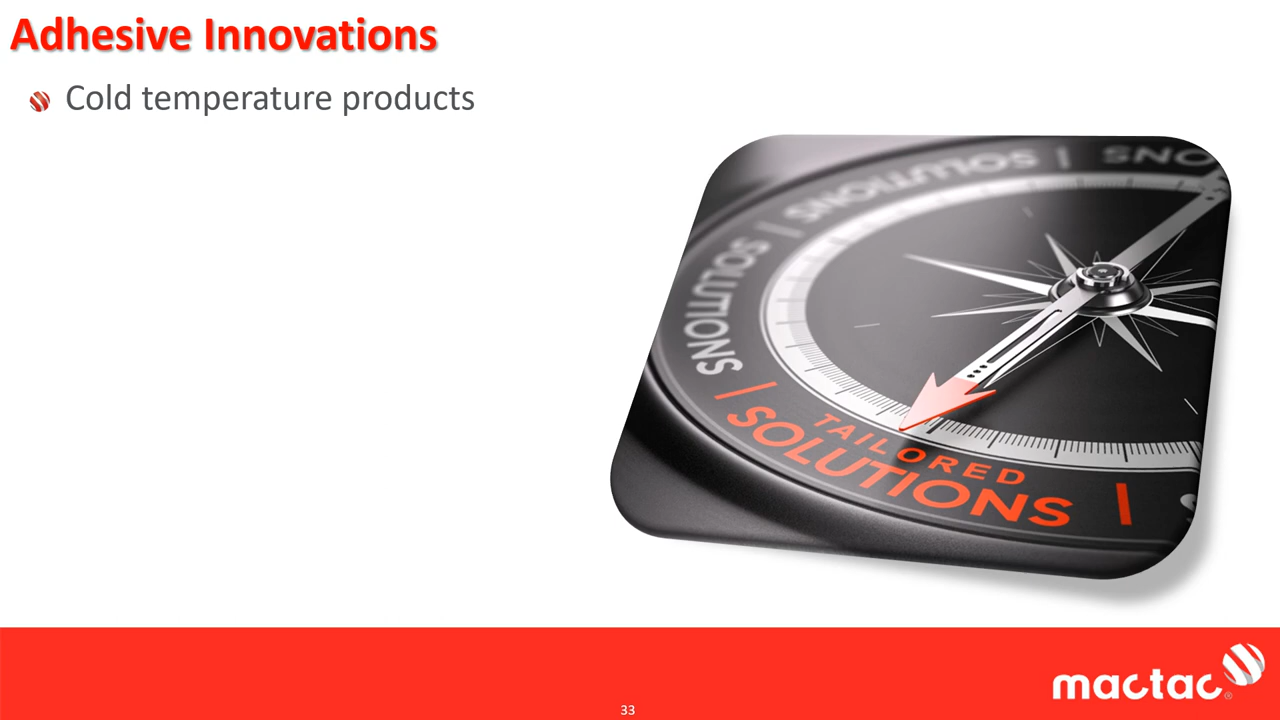 Adhesive Innovations
Cold temperature products
SOLUTIONS | SOLUTIONS |
SOLUTIONS |
TAILORED
SOLUTIONS |
mactac®
33